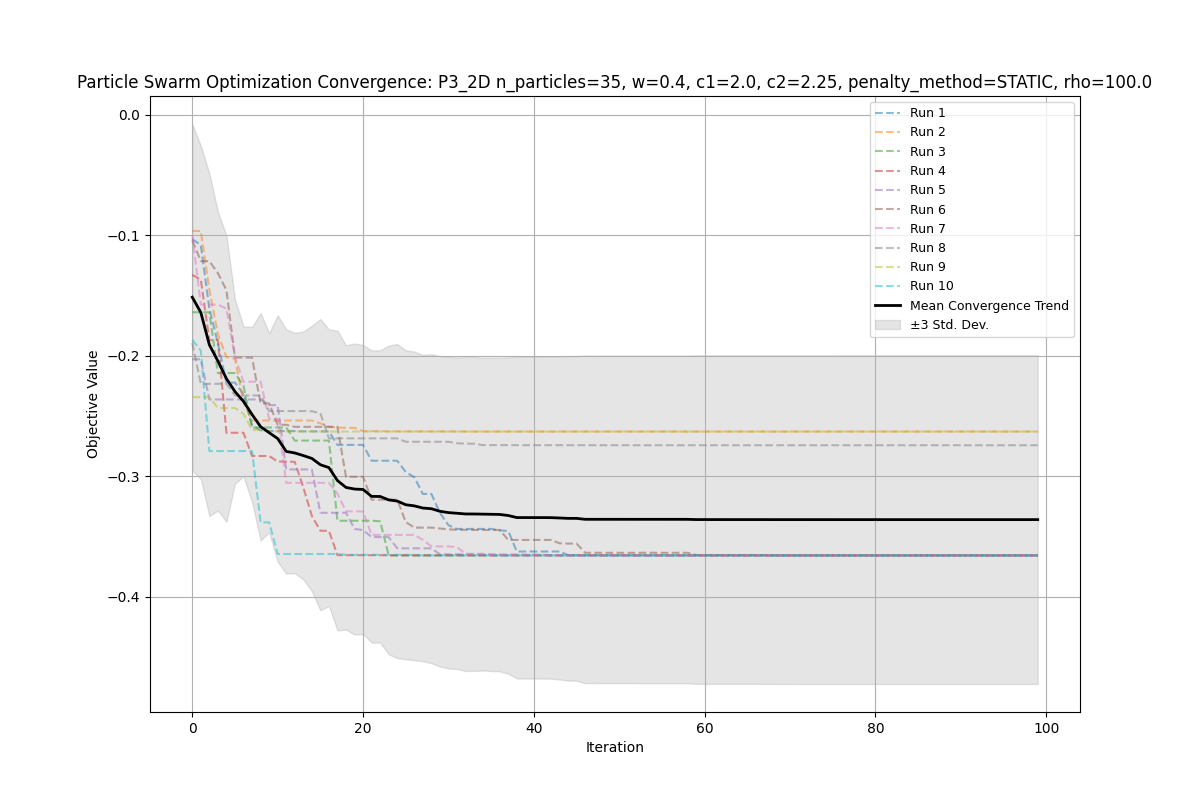 Particle Swarm Optimization Convergence: P3_2D n_particles=35, w=0.4, c1=2.0, c2=2.25, penalty_method=STATIC, rho=100.0
Objective Value
0.0
−0.1
−0.2
−0.3
−0.4
Run 1
Run 2
Run 3
Run 4
Run 5
Run 6
Run 7
Run 8
Run 9
Run 10
Mean Convergence Trend
±3 Std. Dev.
0 20 40 60 80 100
Iteration